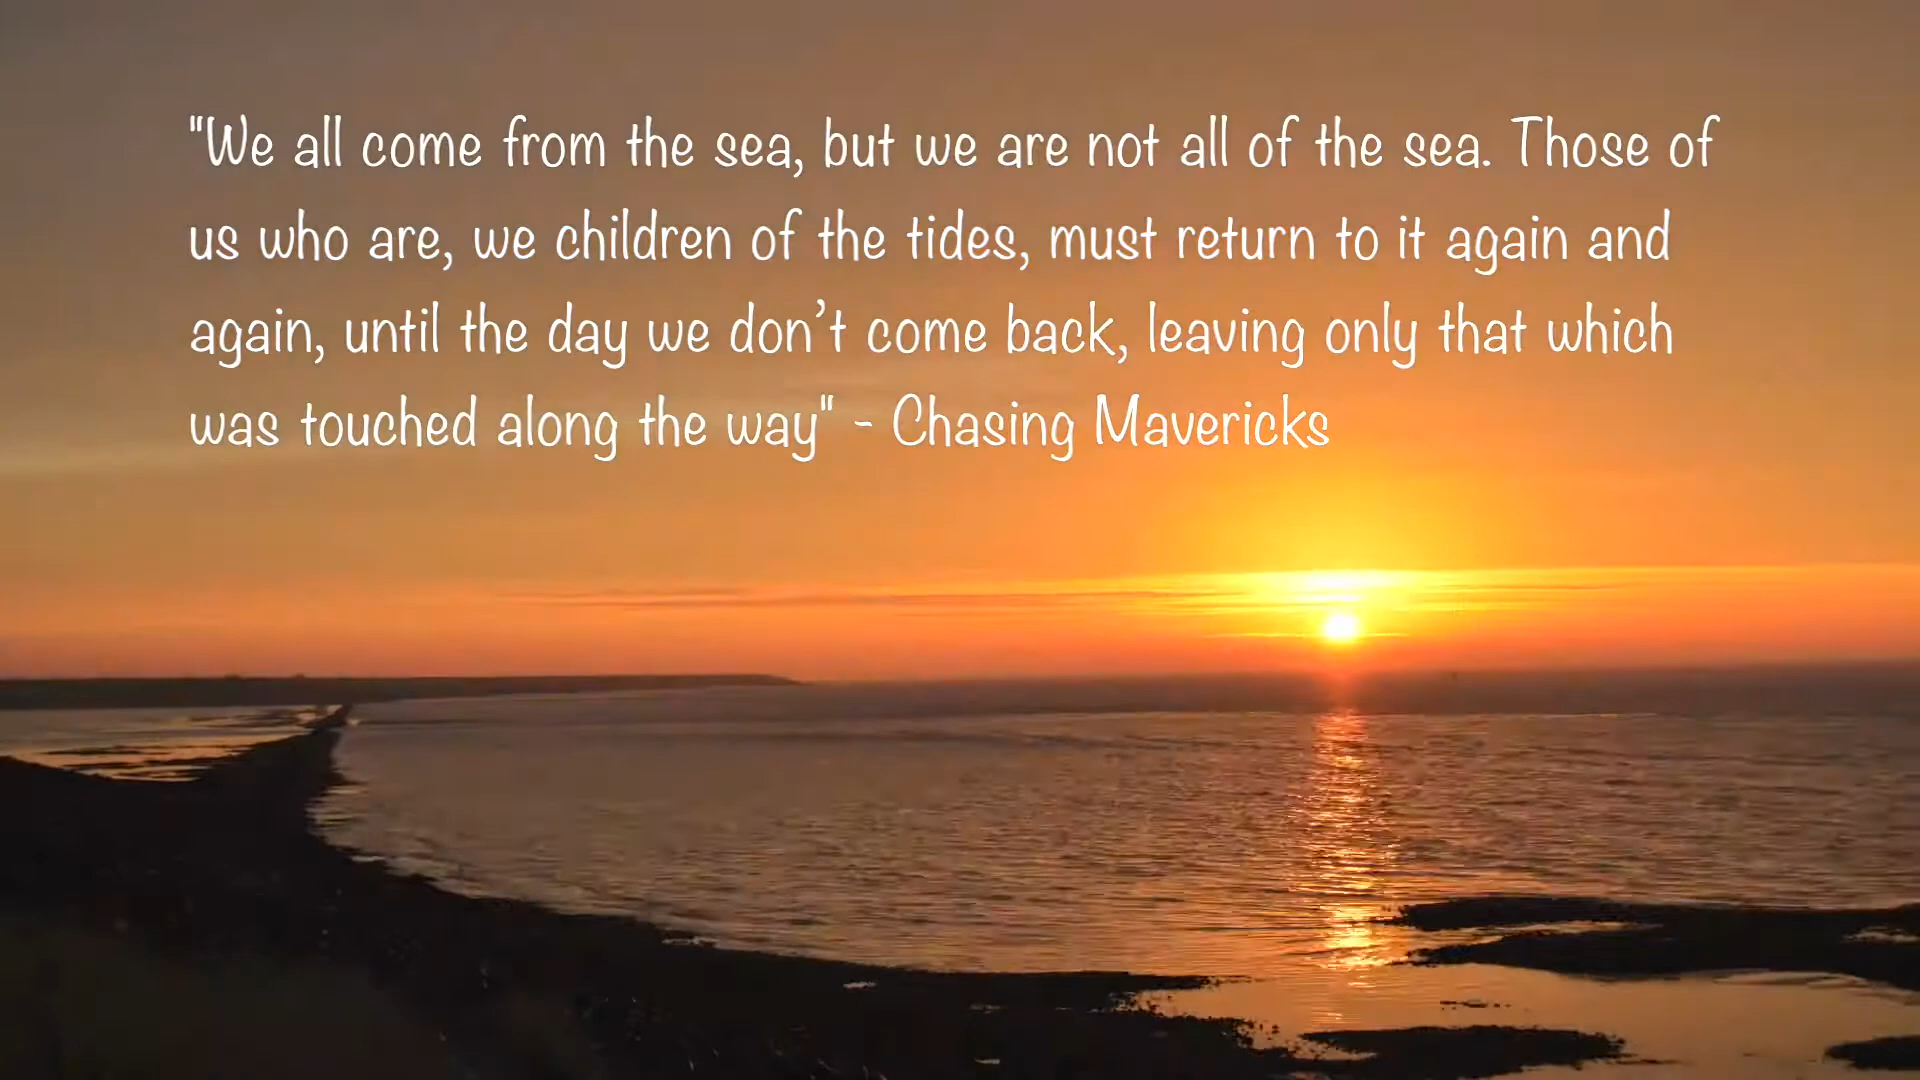 "We all come from the sea, but we are not all of the sea. Those of
us who are, we children of the tides, must return to it again and
again, until the day we don’t come back, leaving only that which
was touched along the way" - Chasing Mavericks